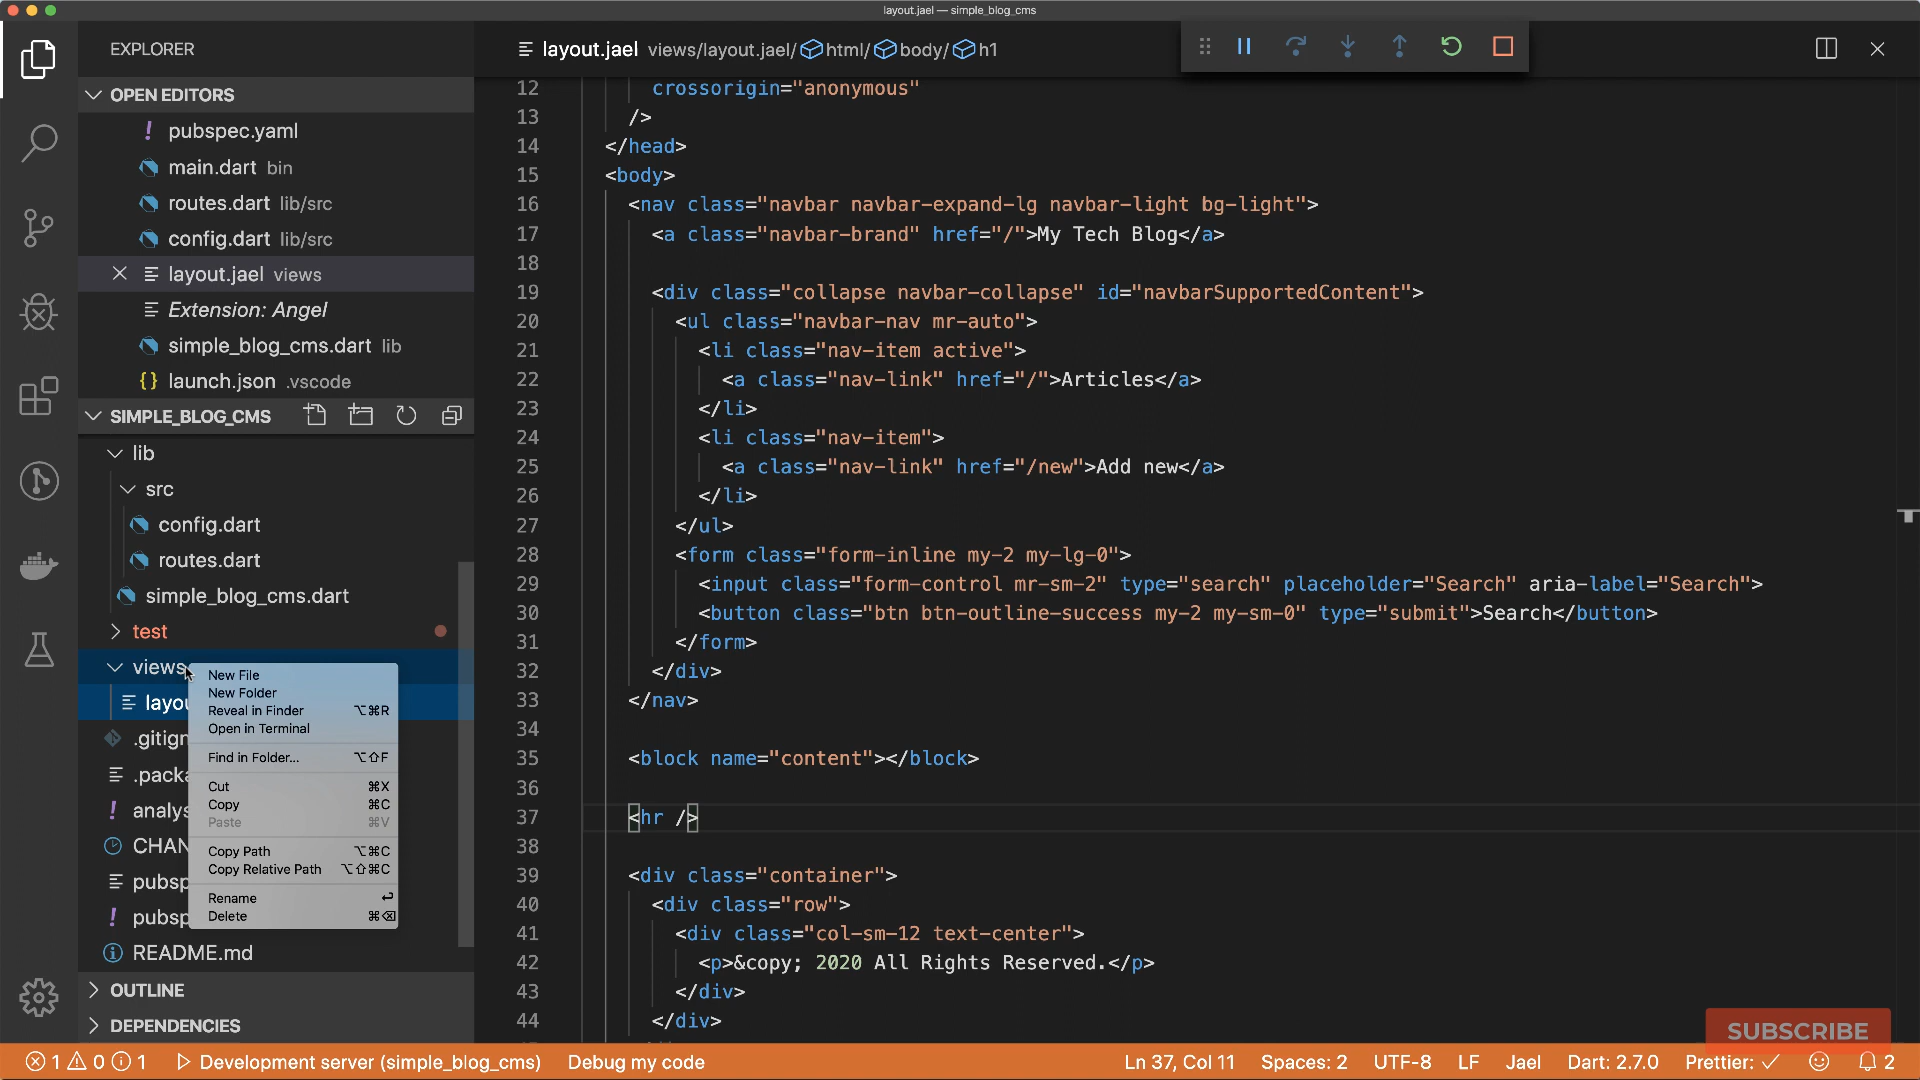 layout.jael — simple_blog_cms
EXPLORER
layout.jael views/layout.jael/ html/ body/ h1
OPEN EDITORS
! pubspec.yaml
main.dart bin
routes.dart lib/src
config.dart lib/src
layout.jael views
Extension: Angel
simple_blog_cms.dart lib
{} launch.json .vscode
SIMPLE_BLOG_CMS
lib
src
config.dart
routes.dart
simple_blog_cms.dart
test
views
layou
.gitign
.packa
! analys
CHAN
pubsp
! pubsp
README.md
OUTLINE
DEPENDENCIES
New File
New Folder
Reveal in Finder ⌥⌘R
Open in Terminal
Find in Folder... ⌥⇧F
Cut ⌘X
Copy ⌘C
Paste ⌘V
Copy Path ⌥⌘C
Copy Relative Path ⌥⇧⌘C
Rename ↩
Delete ⌘⌫
12 crossorigin="anonymous"
13 />
14 </head>
15 <body>
16 <nav class="navbar navbar-expand-lg navbar-light bg-light">
17 <a class="navbar-brand" href="/">My Tech Blog</a>
18
19 <div class="collapse navbar-collapse" id="navbarSupportedContent">
20 <ul class="navbar-nav mr-auto">
21 <li class="nav-item active">
22 <a class="nav-link" href="/">Articles</a>
23 </li>
24 <li class="nav-item">
25 <a class="nav-link" href="/new">Add new</a>
26 </li>
27 </ul>
28 <form class="form-inline my-2 my-lg-0">
29 <input class="form-control mr-sm-2" type="search" placeholder="Search" aria-label="Search">
30 <button class="btn btn-outline-success my-2 my-sm-0" type="submit">Search</button>
31 </form>
32 </div>
33 </nav>
34
35 <block name="content"></block>
36
37 <hr />
38
39 <div class="container">
40 <div class="row">
41 <div class="col-sm-12 text-center">
42 <p>&copy; 2020 All Rights Reserved.</p>
43 </div>
44 </div>
SUBSCRIBE
1 0 1 Development server (simple_blog_cms) Debug my code Ln 37, Col 11 Spaces: 2 UTF-8 LF Jael Dart: 2.7.0 Prettier: ✓ 2